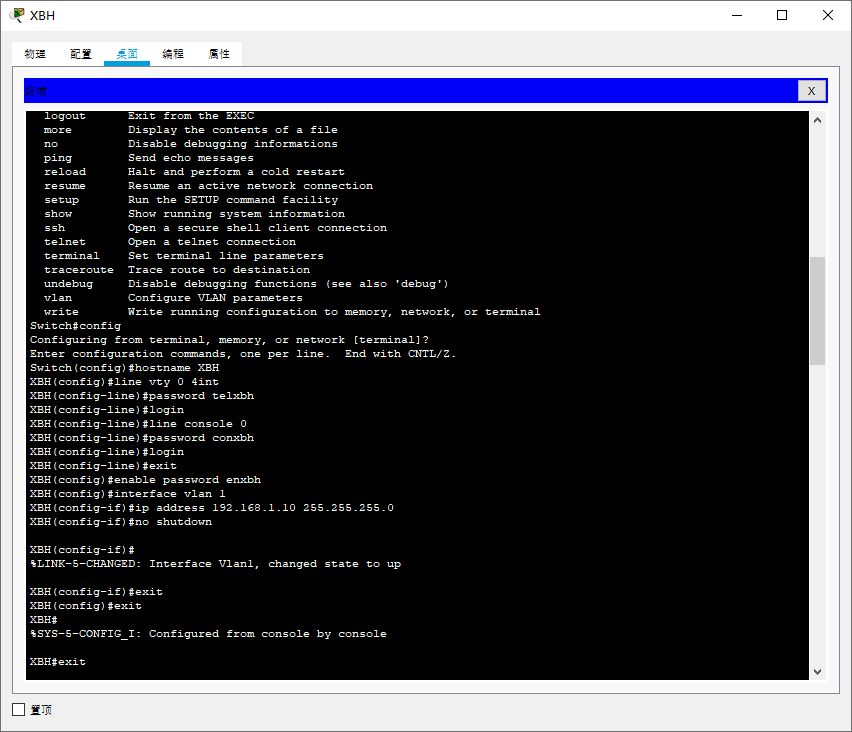 XBH
物理 配置 桌面 编程 属性
X
logout Exit from the EXEC
more Display the contents of a file
no Disable debugging informations
ping Send echo messages
reload Halt and perform a cold restart
resume Resume an active network connection
setup Run the SETUP command facility
show Show running system information
ssh Open a secure shell client connection
telnet Open a telnet connection
terminal Set terminal line parameters
traceroute Trace route to destination
undebug Disable debugging functions (see also 'debug')
vlan Configure VLAN parameters
write Write running configuration to memory, network, or terminal
Switch#config
Configuring from terminal, memory, or network [terminal]?
Enter configuration commands, one per line. End with CNTL/Z.
Switch(config)#hostname XBH
XBH(config)#line vty 0 4int
XBH(config-line)#password telxbh
XBH(config-line)#login
XBH(config-line)#line console 0
XBH(config-line)#password conxbh
XBH(config-line)#login
XBH(config-line)#exit
XBH(config)#enable password enxbh
XBH(config)#interface vlan 1
XBH(config-if)#ip address 192.168.1.10 255.255.255.0
XBH(config-if)#no shutdown
XBH(config-if)#
%LINK-5-CHANGED: Interface Vlan1, changed state to up
XBH(config-if)#exit
XBH(config)#exit
XBH#
%SYS-5-CONFIG_I: Configured from console by console
XBH#exit
置顶